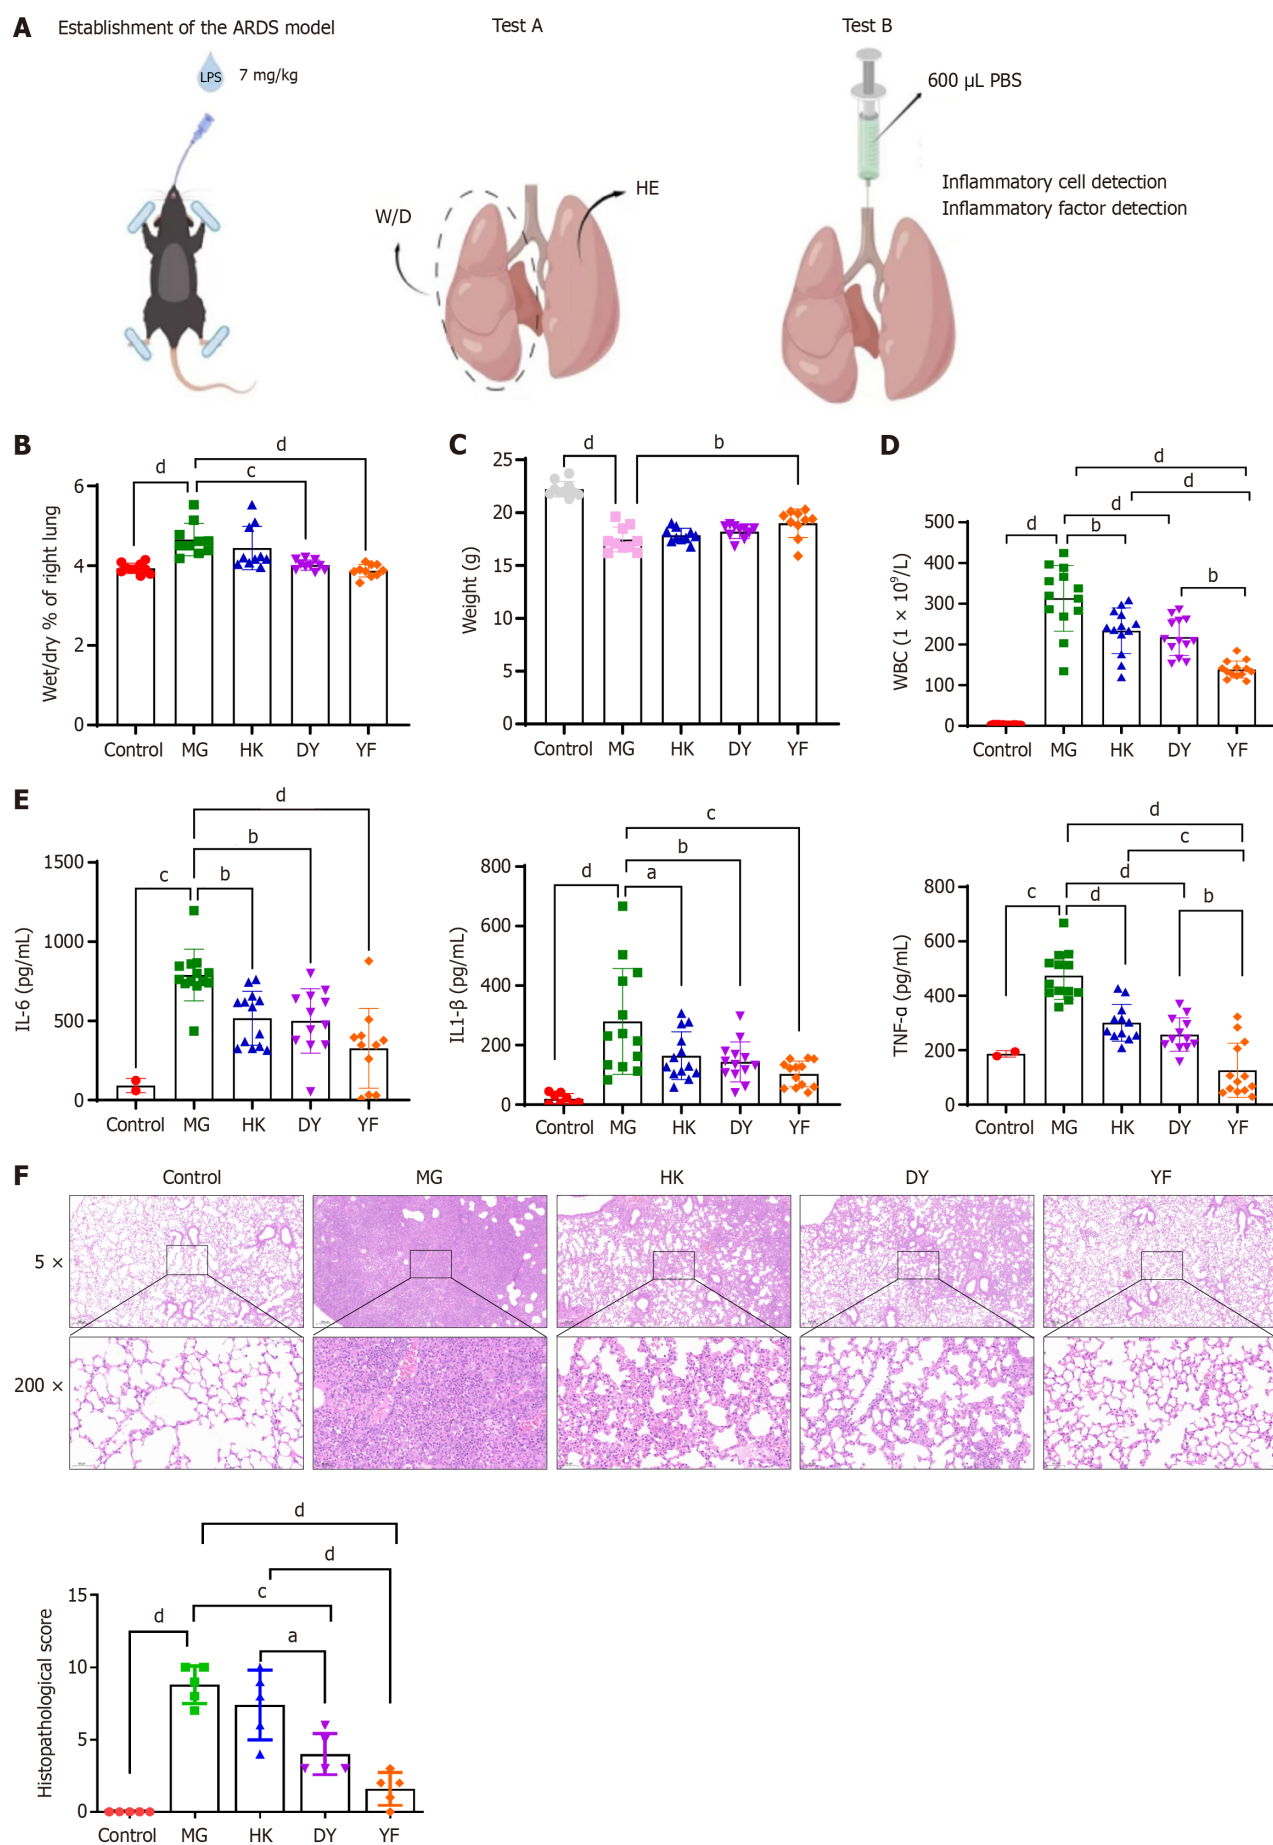 A
Establishment of the ARDS model
Test A
Test B
LPS
7 mg/kg
600 µL PBS
HE
W/D
Inflammatory cell detection
Inflammatory factor detection
B
d
d
c
Wet/dry % of right lung
6
4
2
0
Control MG HK DY YF
C
d
b
Weight (g)
25
20
15
10
5
0
Control MG HK DY YF
D
d
d
d
d
b
b
WBC (1 × 10⁹/L)
500
400
300
200
100
0
Control MG HK DY YF
E
d
b
c
b
IL-6 (pg/mL)
1500
1000
500
0
Control MG HK DY YF
c
b
d
a
IL1-β (pg/mL)
800
600
400
200
0
Control MG HK DY YF
d
c
d
c
d
b
TNF-α (pg/mL)
800
600
400
200
0
Control MG HK DY YF
F
Control MG HK DY YF
5 ×
200 ×
d
d
c
d
a
Histopathological score
15
10
5
0
Control MG HK DY YF